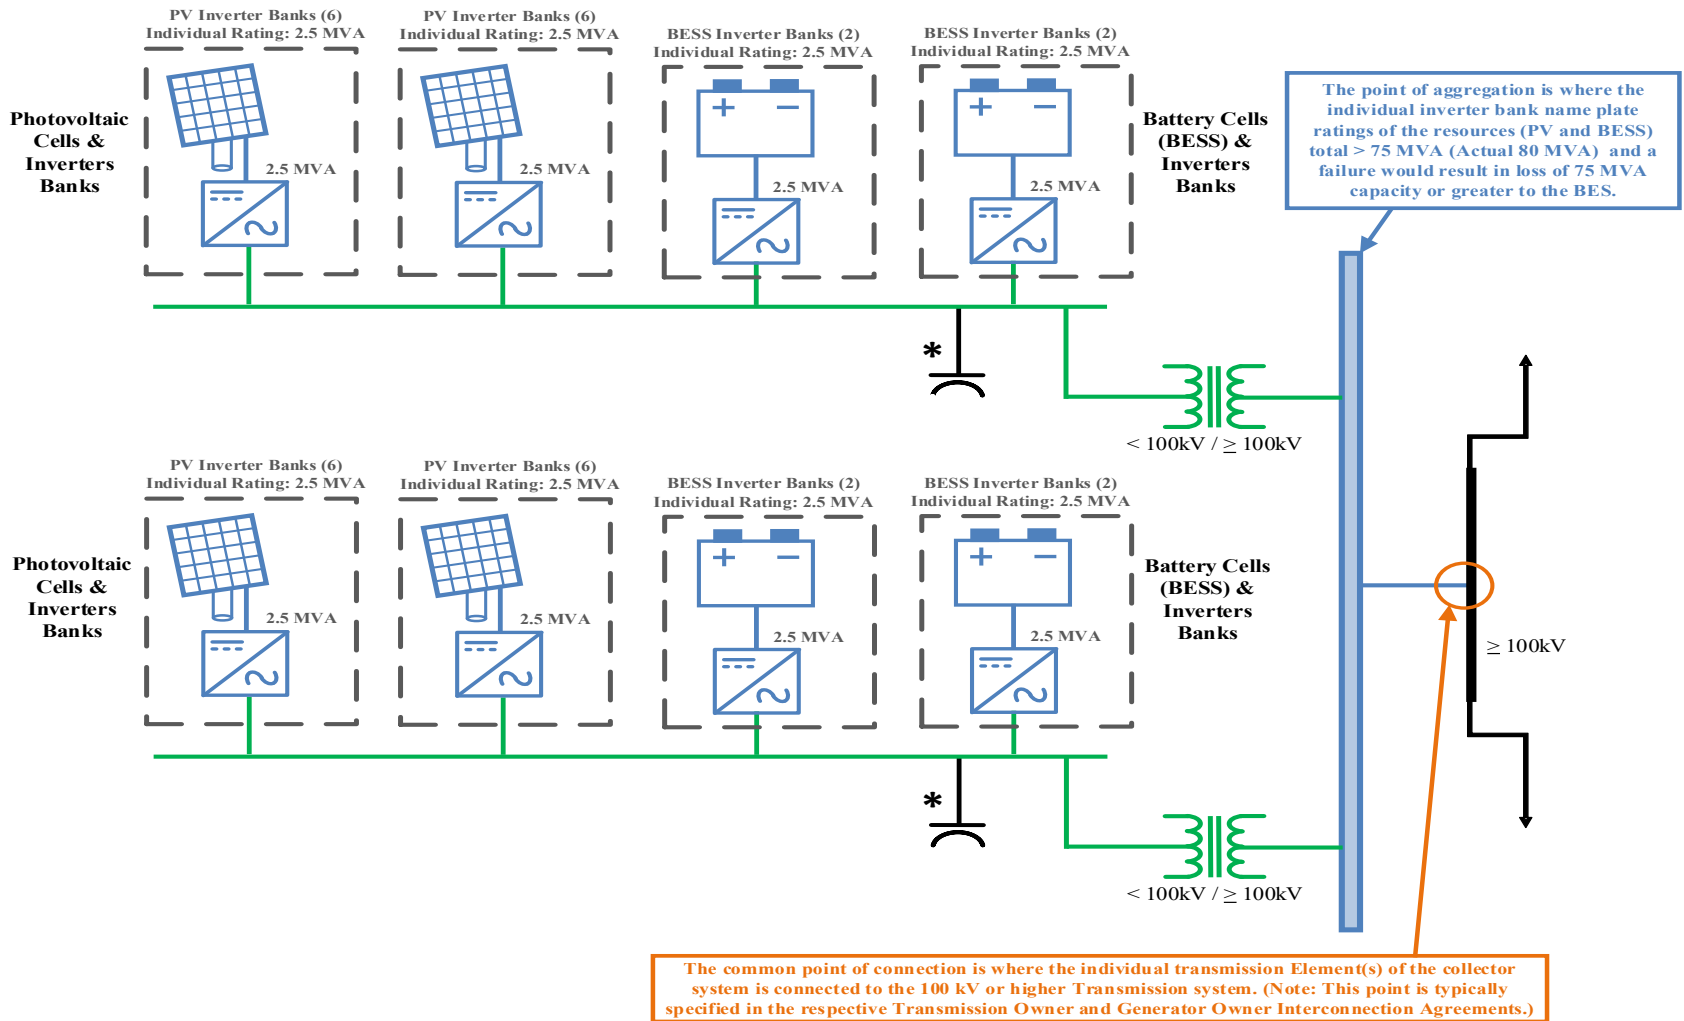 PV Inverter Banks (6)
Individual Rating: 2.5 MVA
PV Inverter Banks (6)
Individual Rating: 2.5 MVA
BESS Inverter Banks (2)
Individual Rating: 2.5 MVA
BESS Inverter Banks (2)
Individual Rating: 2.5 MVA
Photovoltaic
Cells &
Inverters
Banks
2.5 MVA
2.5 MVA
+ −
2.5 MVA
+ −
2.5 MVA
Battery Cells
(BESS) &
Inverters
Banks
The point of aggregation is where the
individual inverter bank name plate
ratings of the resources (PV and BESS)
total > 75 MVA (Actual 80 MVA) and a
failure would result in loss of 75 MVA
capacity or greater to the BES.
*
< 100kV / ≥ 100kV
PV Inverter Banks (6)
Individual Rating: 2.5 MVA
PV Inverter Banks (6)
Individual Rating: 2.5 MVA
BESS Inverter Banks (2)
Individual Rating: 2.5 MVA
BESS Inverter Banks (2)
Individual Rating: 2.5 MVA
Photovoltaic
Cells &
Inverters
Banks
2.5 MVA
2.5 MVA
+ −
2.5 MVA
+ −
2.5 MVA
Battery Cells
(BESS) &
Inverters
Banks
≥ 100kV
*
< 100kV / ≥ 100kV
The common point of connection is where the individual transmission Element(s) of the collector
system is connected to the 100 kV or higher Transmission system. (Note: This point is typically
specified in the respective Transmission Owner and Generator Owner Interconnection Agreements.)